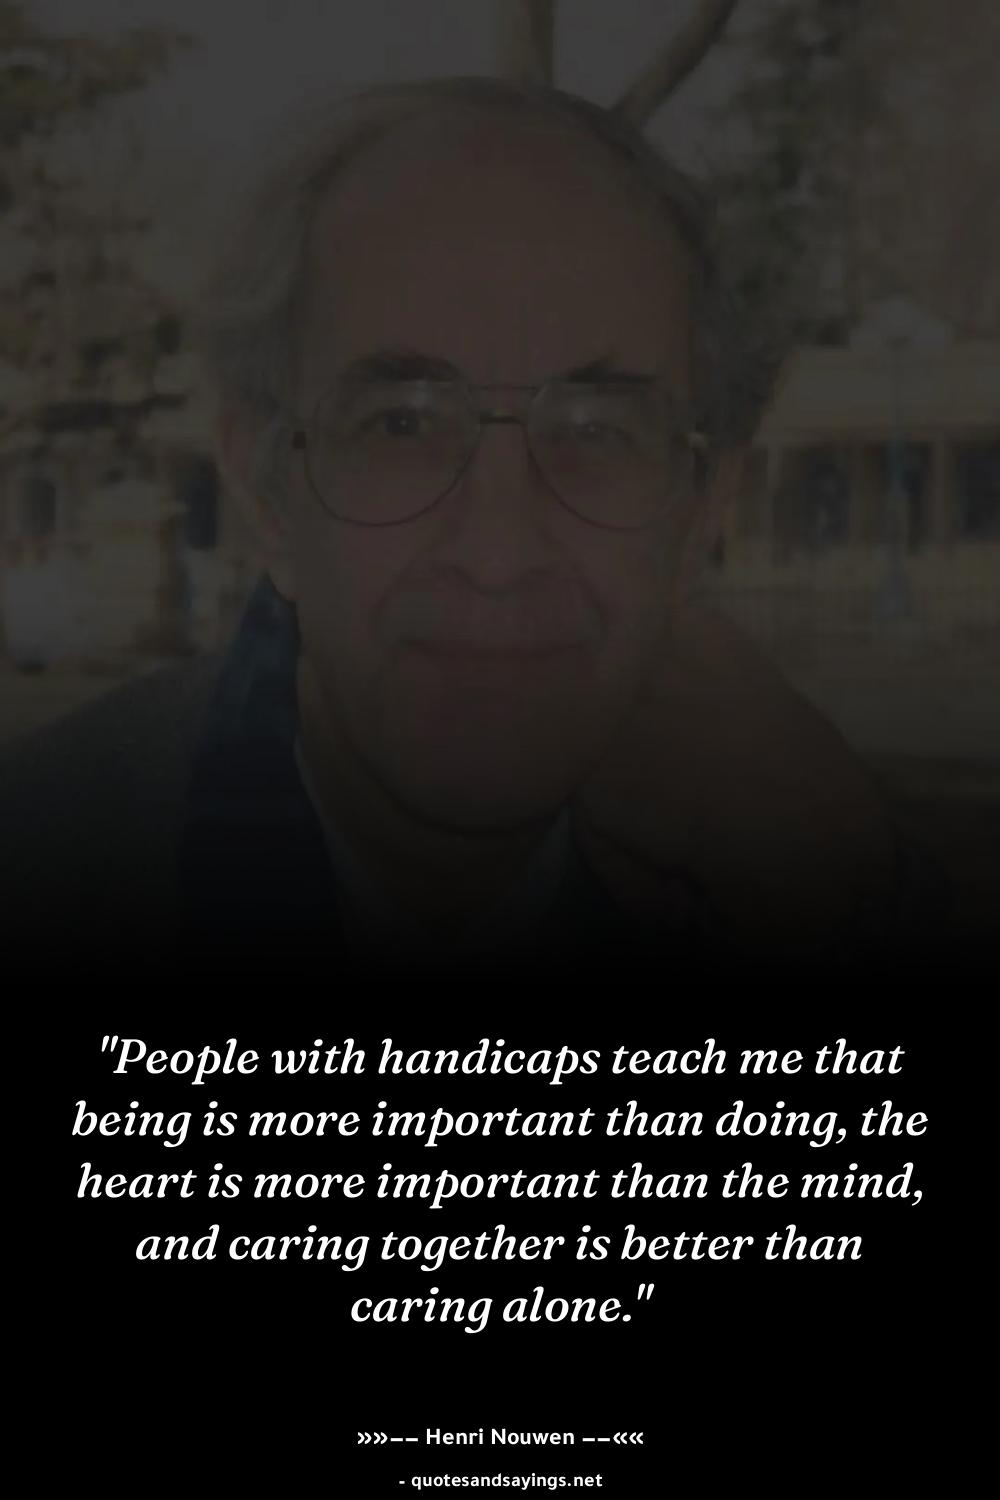 "People with handicaps teach me that
being is more important than doing, the
heart is more important than the mind,
and caring together is better than
caring alone."
»»−− Henri Nouwen −−««
- quotesandsayings.net